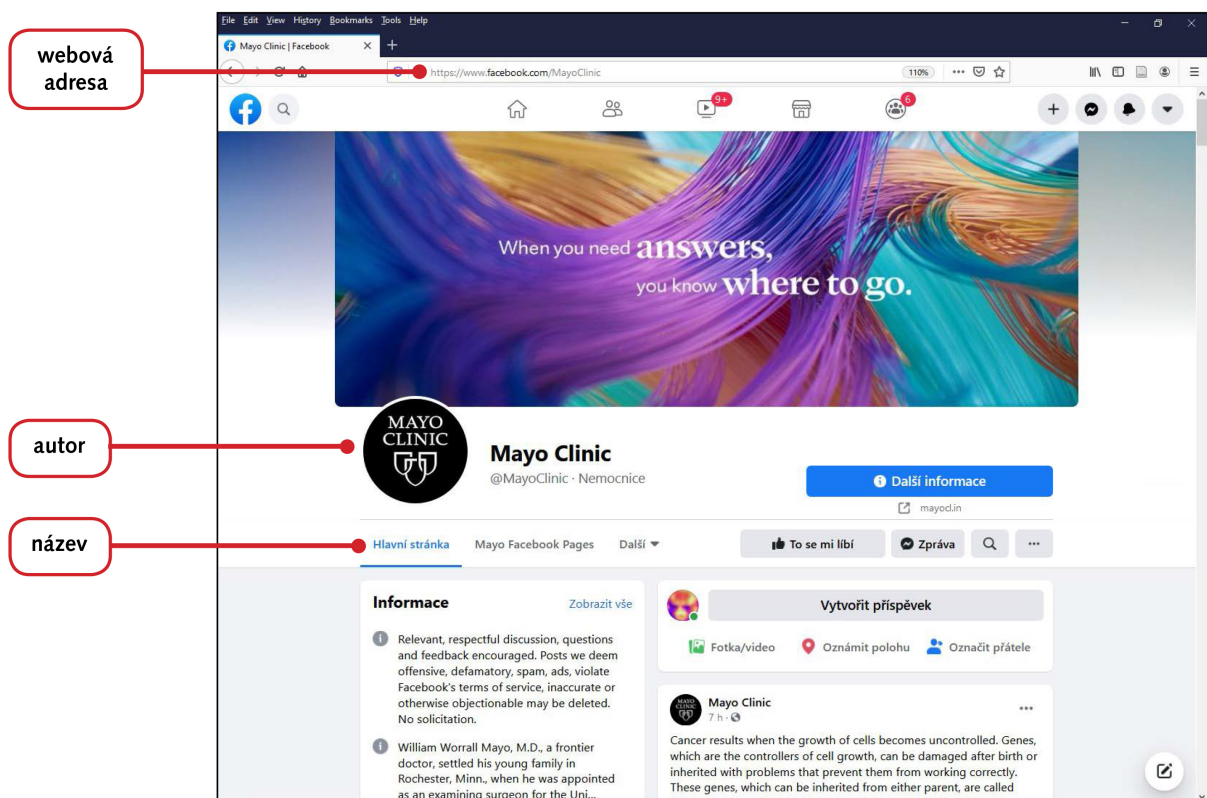 File Edit View History Bookmarks Tools Help
Mayo Clinic | Facebook
webová
adresa
https://www.facebook.com/MayoClinic
110%
9+
6
When you need answers,
you know where to go.
autor
MAYO
CLINIC
Mayo Clinic
@MayoClinic · Nemocnice
Další informace
mayocl.in
název
Hlavní stránka Mayo Facebook Pages Další
To se mi líbí Zpráva
Informace Zobrazit vše
Vytvořit příspěvek
Fotka/video Oznámit polohu Označit přátele
Relevant, respectful discussion, questions
and feedback encouraged. Posts we deem
offensive, defamatory, spam, ads, violate
Facebook's terms of service, inaccurate or
otherwise objectionable may be deleted.
No solicitation.
William Worrall Mayo, M.D., a frontier
doctor, settled his young family in
Rochester, Minn., when he was appointed
as an examining surgeon for the Uni...
MAYO
CLINIC
Mayo Clinic
7 h ·
Cancer results when the growth of cells becomes uncontrolled. Genes,
which are the controllers of cell growth, can be damaged after birth or
inherited with problems that prevent them from working correctly.
These genes, which can be inherited from either parent, are called